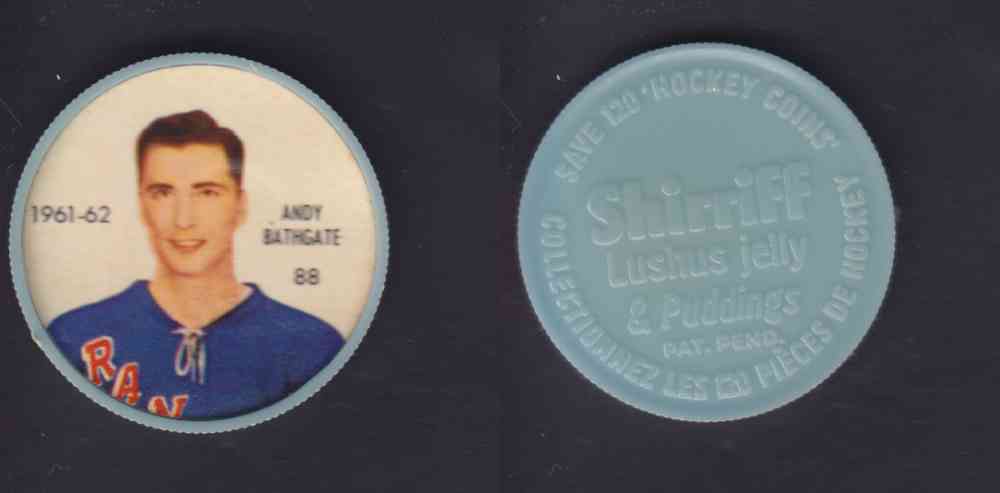 1961-62
ANDY
BATHGATE
88
RAN
SAVE 120 'HOCKEY COINS'
Shirriff
Lushus jelly
& Puddings
PAT. PEND.
COLLECTIONNEZ LES 120 PIÈCES DE HOCKEY